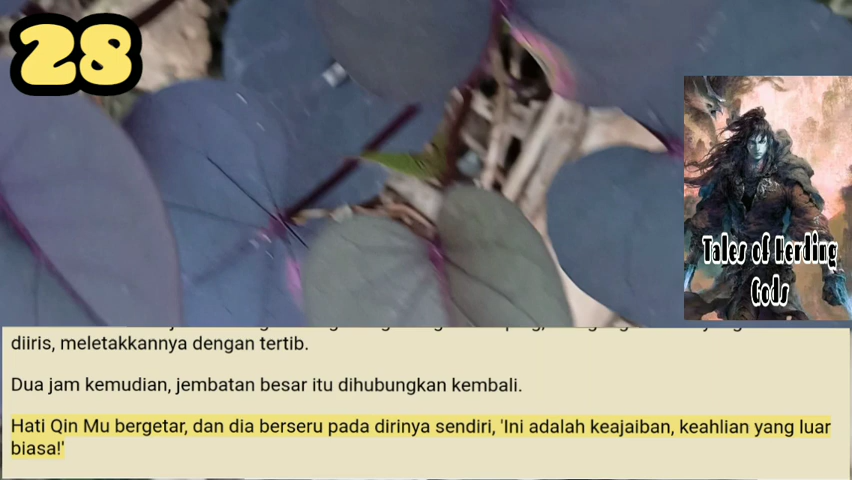 28
Tales of Herding
Gods
diiris, meletakkannya dengan tertib.
Dua jam kemudian, jembatan besar itu dihubungkan kembali.
Hati Qin Mu bergetar, dan dia berseru pada dirinya sendiri, 'Ini adalah keajaiban, keahlian yang luar
biasa!'